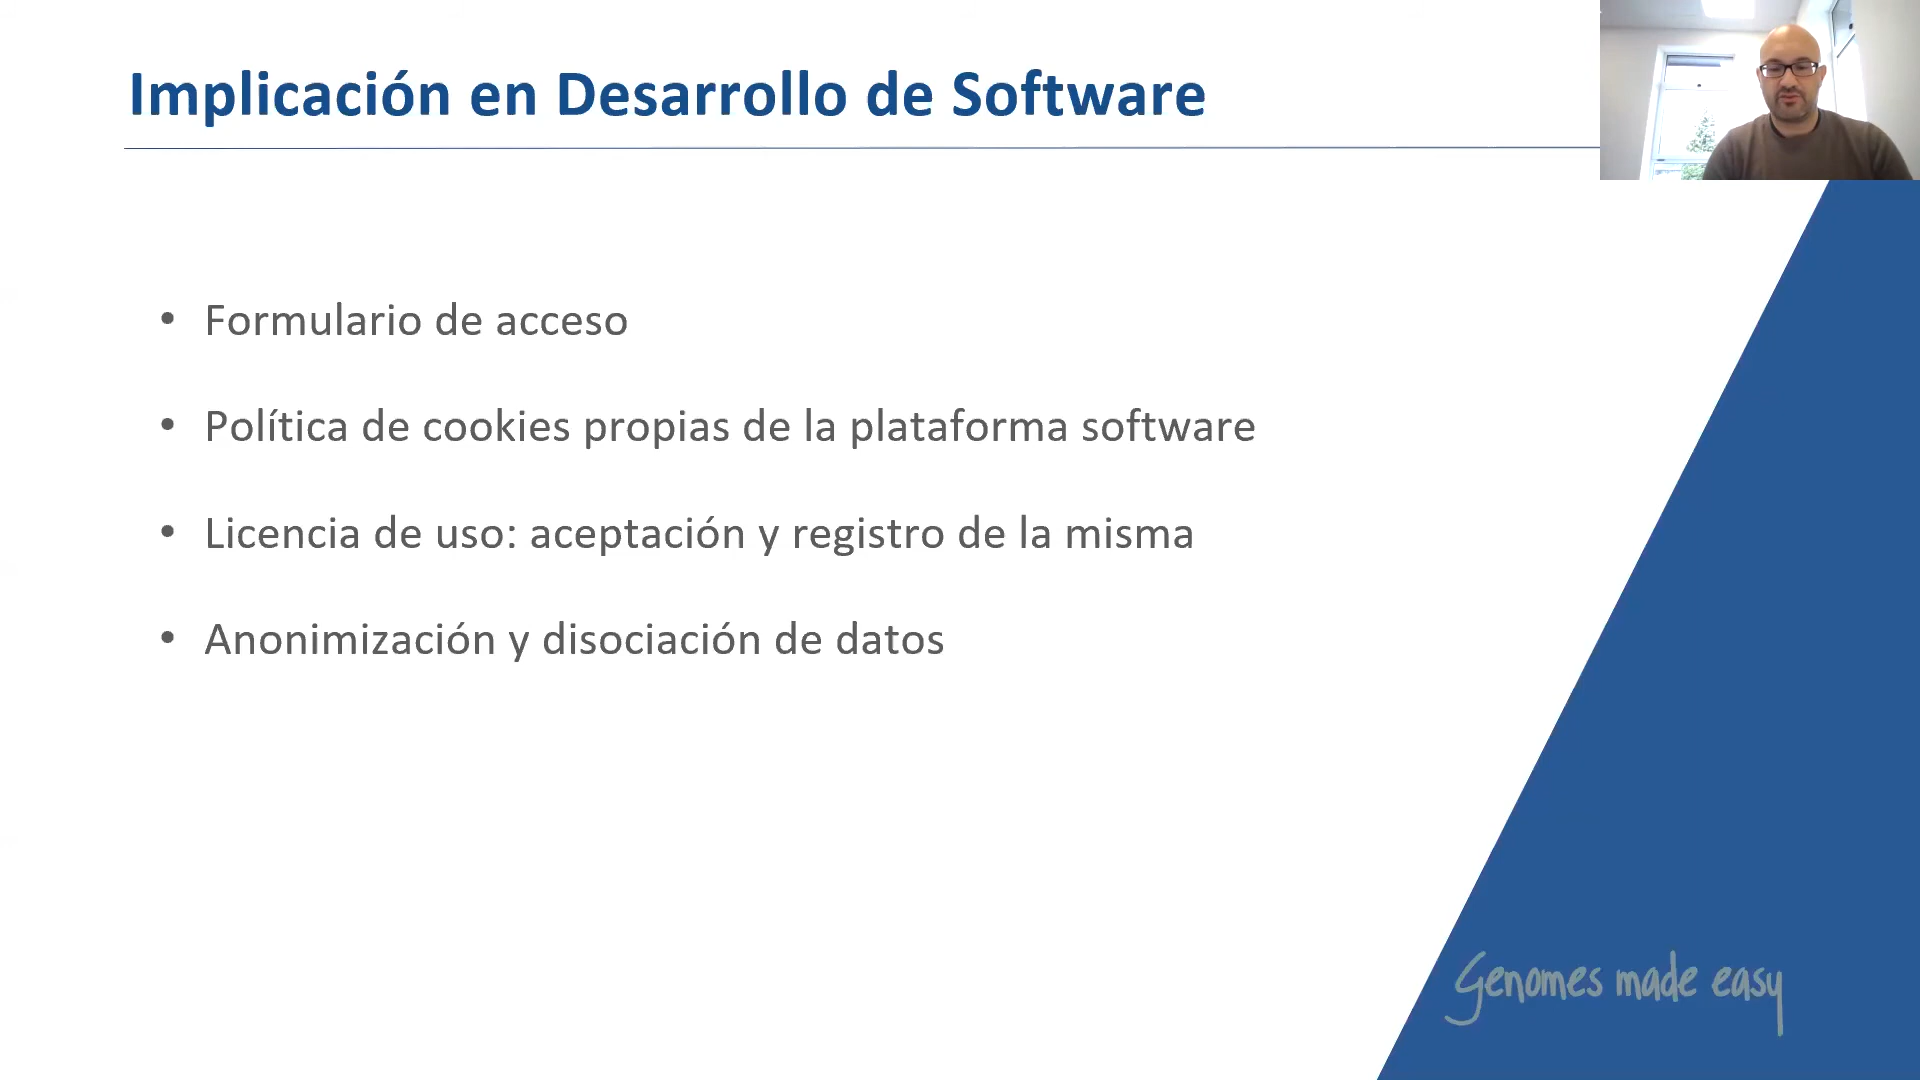 Implicación en Desarrollo de Software
• Formulario de acceso
• Política de cookies propias de la plataforma software
• Licencia de uso: aceptación y registro de la misma
• Anonimización y disociación de datos
Genomes made easy